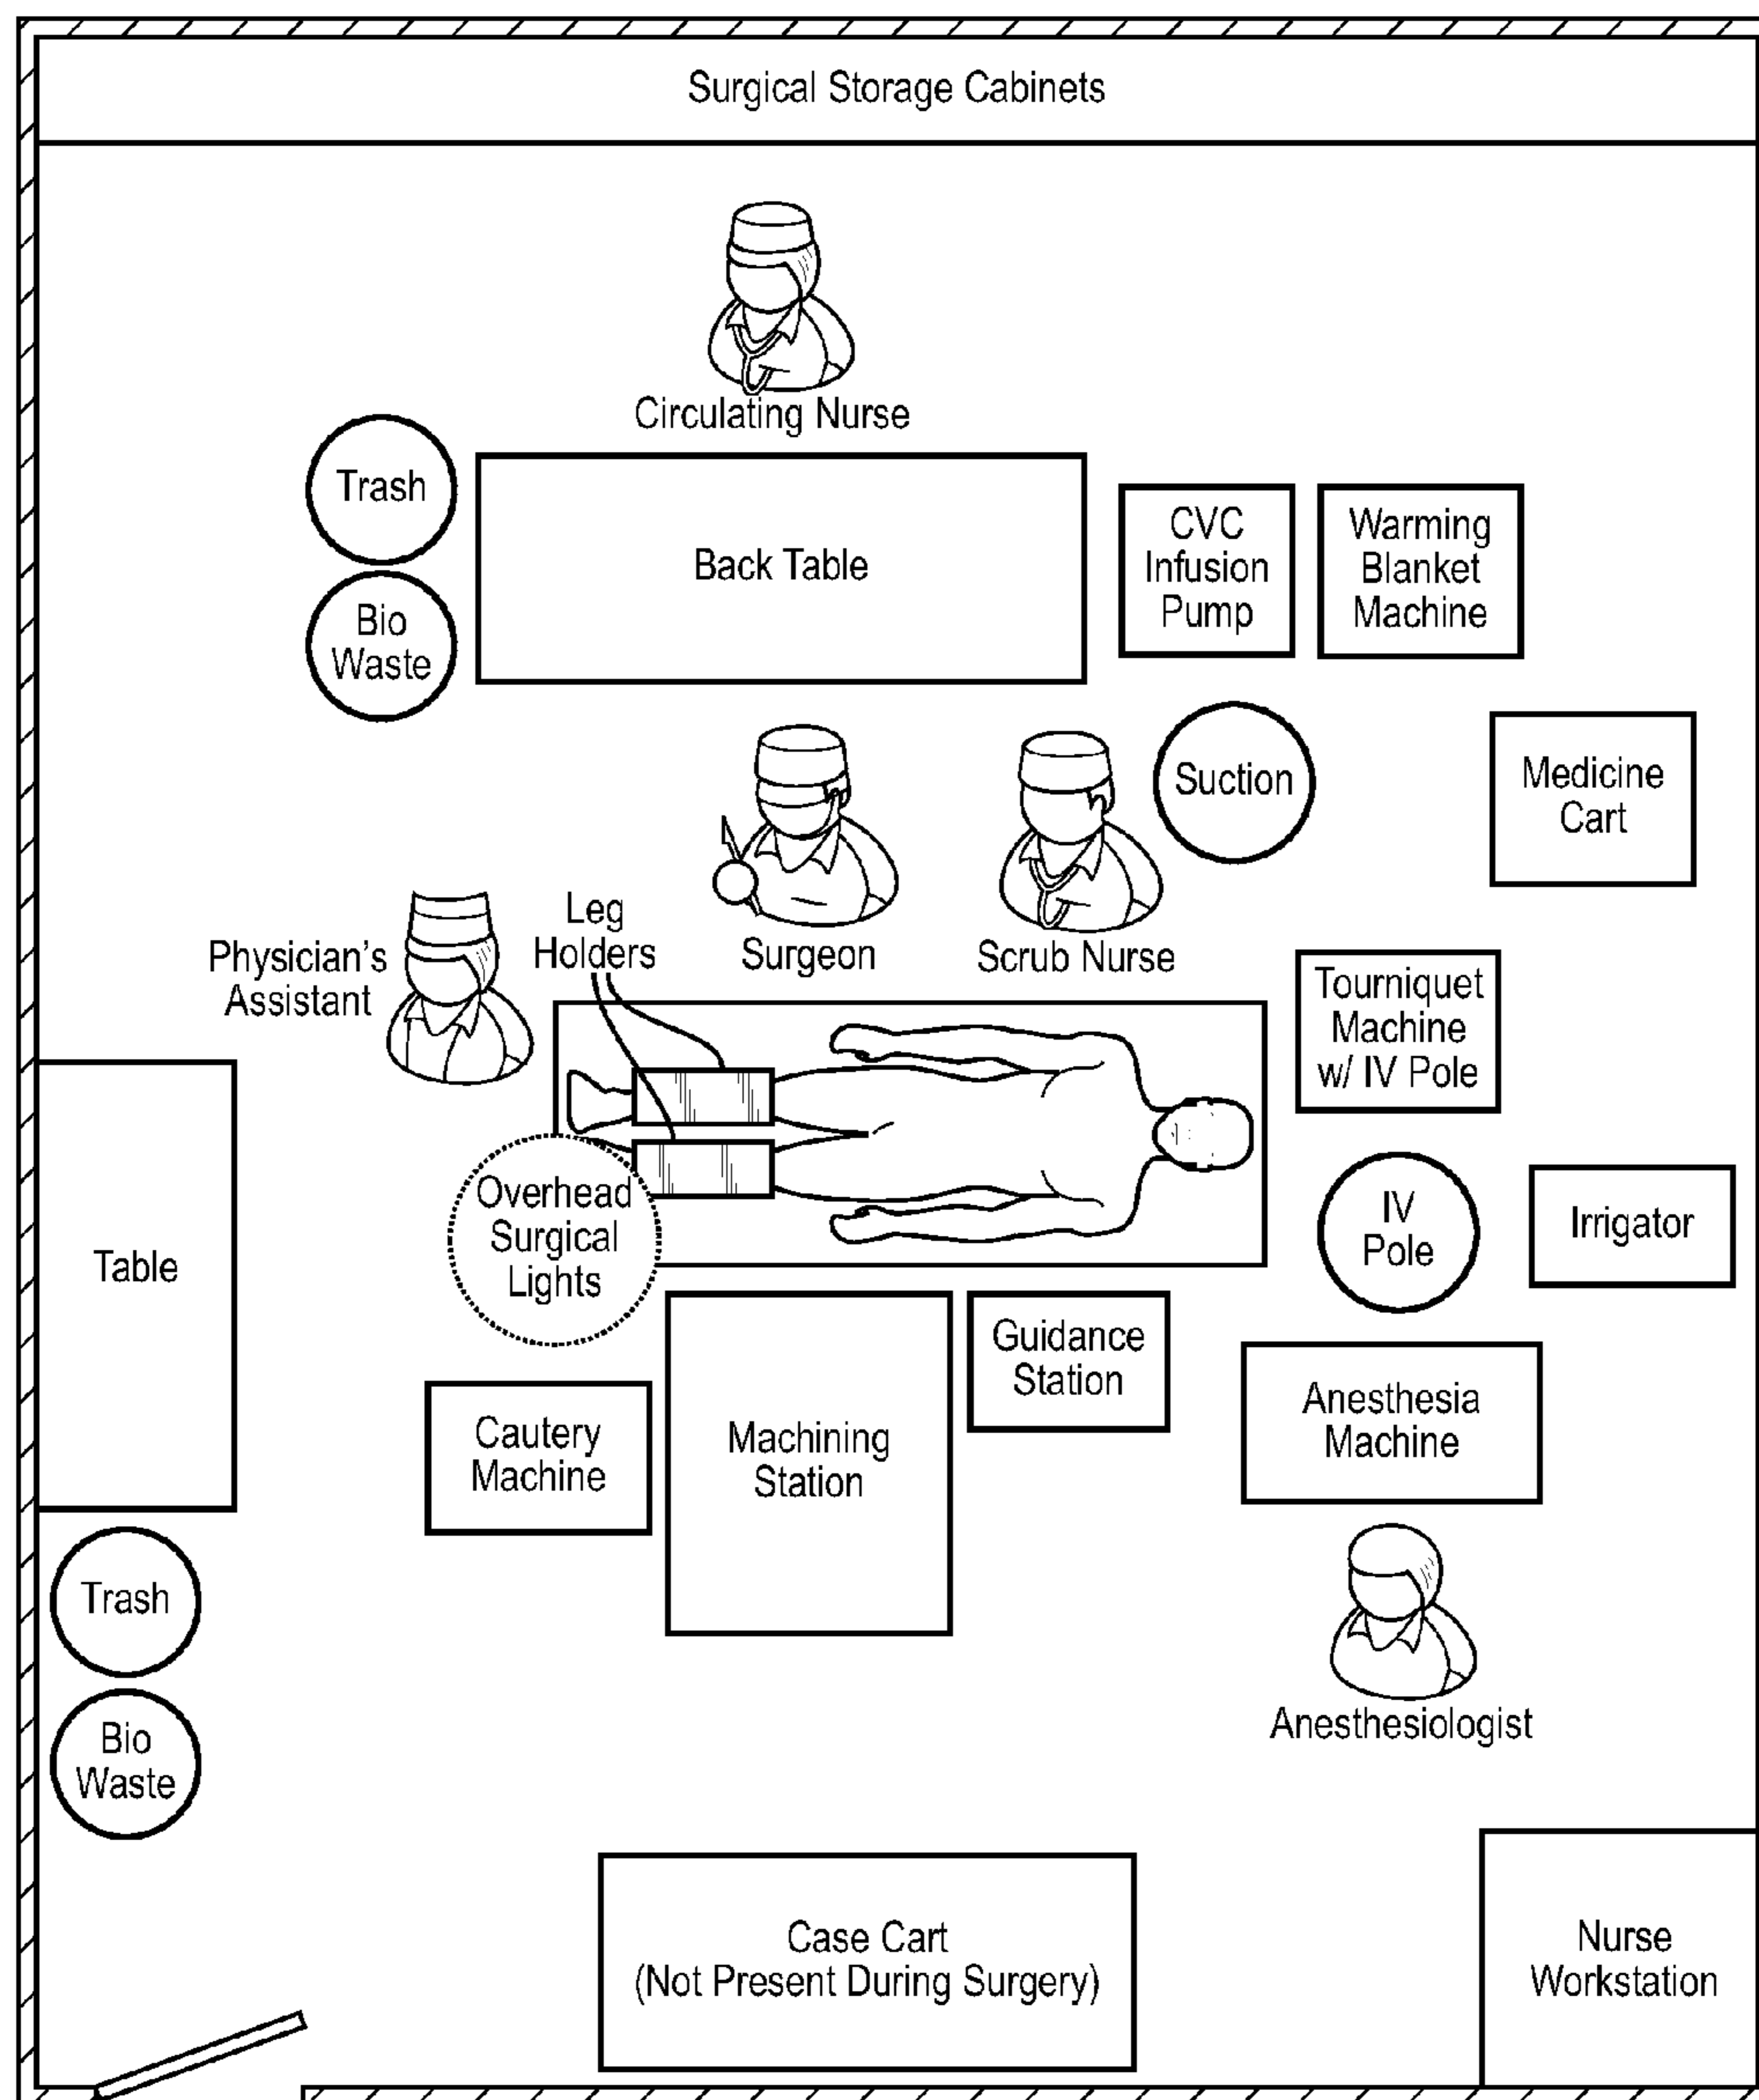 Surgical Storage Cabinets
Circulating Nurse
Trash
Back Table
CVC
Infusion
Pump
Warming
Blanket
Machine
Bio
Waste
Suction
Medicine
Cart
Physician's
Assistant
Leg
Holders
Surgeon
Scrub Nurse
Tourniquet
Machine
w/ IV Pole
Table
Overhead
Surgical
Lights
IV
Pole
Irrigator
Guidance
Station
Cautery
Machine
Machining
Station
Anesthesia
Machine
Trash
Anesthesiologist
Bio
Waste
Case Cart
(Not Present During Surgery)
Nurse
Workstation